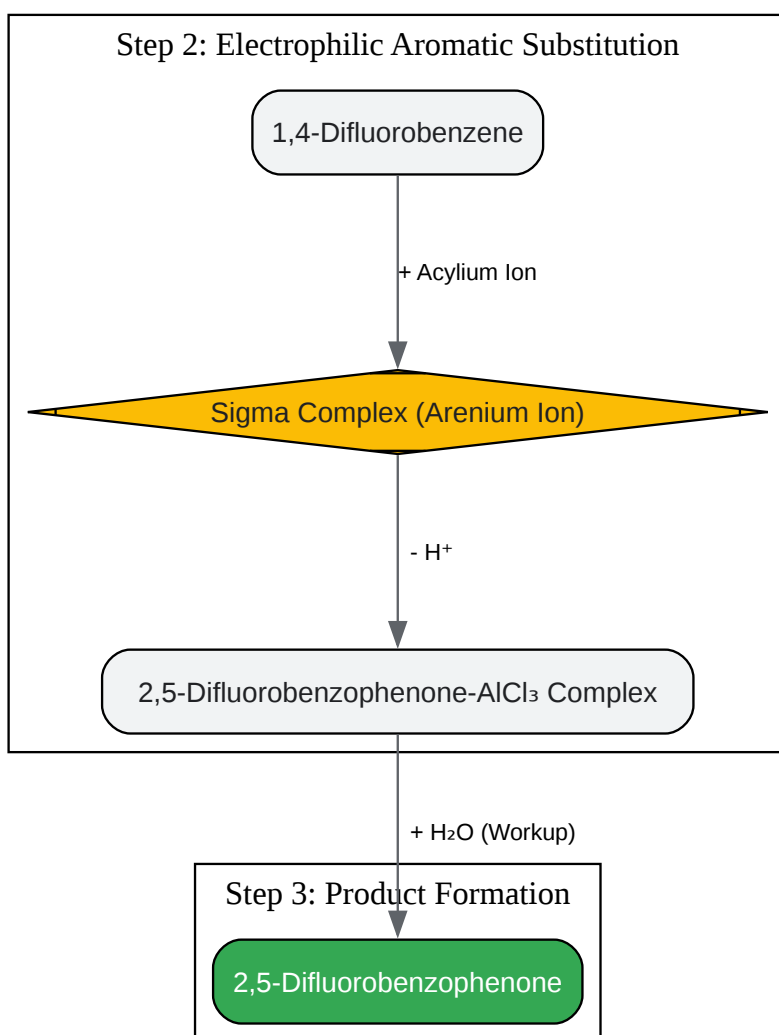 Step 2: Electrophilic Aromatic Substitution
1,4-Difluorobenzene
+ Acylium Ion
Sigma Complex (Arenium Ion)
- H⁺
2,5-Difluorobenzophenone-AlCl₃ Complex
+ H₂O (Workup)
Step 3: Product Formation
2,5-Difluorobenzophenone